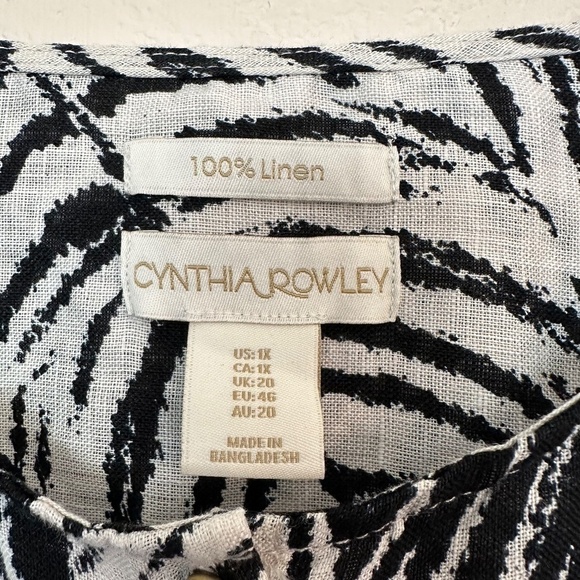 100% Linen
CYNTHIA ROWLEY
US: 1X
CA: 1X
UK: 20
EU: 46
AU: 20
MADE IN
BANGLADESH